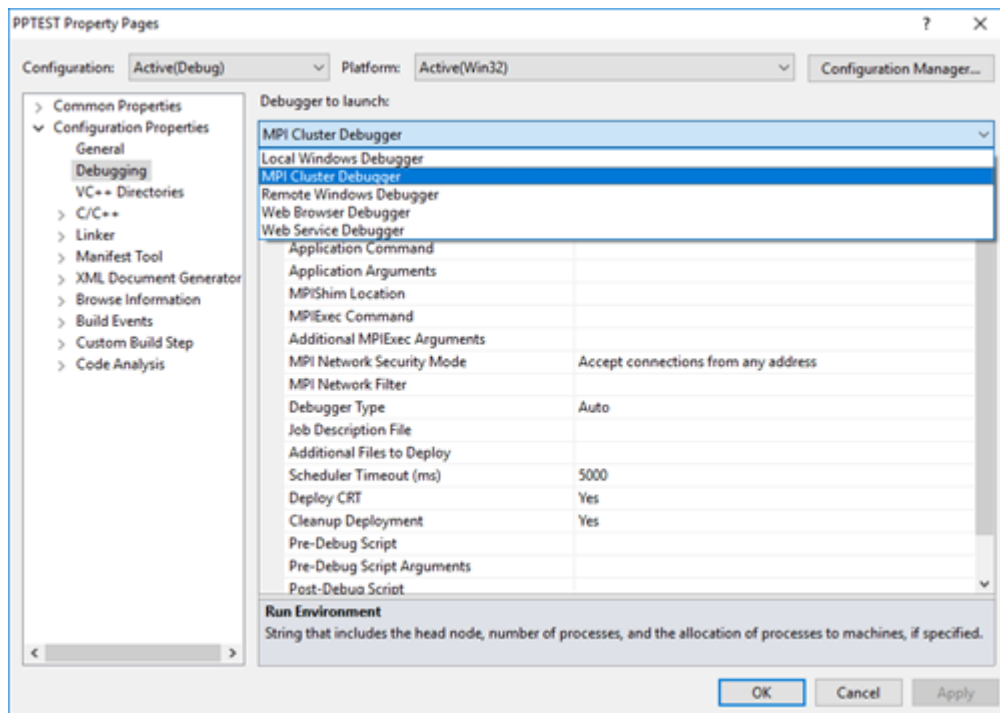 PPTEST Property Pages
?
Configuration: Active(Debug) Platform: Active(Win32) Configuration Manager...
Common Properties
Configuration Properties
General
Debugging
VC++ Directories
C/C++
Linker
Manifest Tool
XML Document Generator
Browse Information
Build Events
Custom Build Step
Code Analysis
Debugger to launch:
MPI Cluster Debugger
Local Windows Debugger
MPI Cluster Debugger
Remote Windows Debugger
Web Browser Debugger
Web Service Debugger
Application Command
Application Arguments
MPIShim Location
MPIExec Command
Additional MPIExec Arguments
MPI Network Security Mode Accept connections from any address
MPI Network Filter
Debugger Type Auto
Job Description File
Additional Files to Deploy
Scheduler Timeout (ms) 5000
Deploy CRT Yes
Cleanup Deployment Yes
Pre-Debug Script
Pre-Debug Script Arguments
Post-Debug Script
Run Environment
String that includes the head node, number of processes, and the allocation of processes to machines, if specified.
OK Cancel Apply